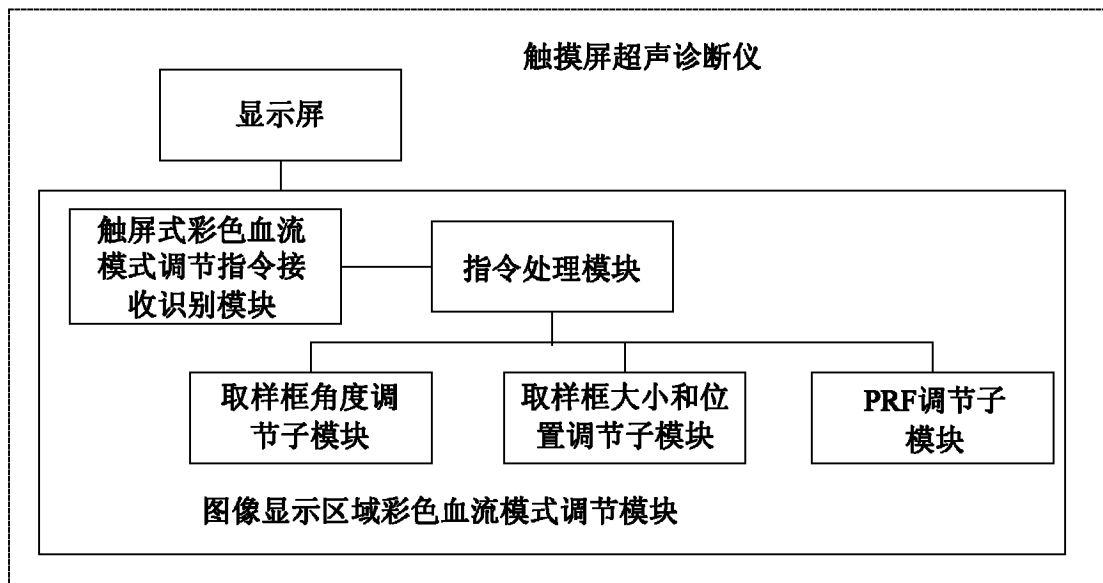 触摸屏超声诊断仪
显示屏
触屏式彩色血流
模式调节指令接
收识别模块
指令处理模块
取样框角度调
节子模块
取样框大小和位
置调节子模块
PRF调节子
模块
图像显示区域彩色血流模式调节模块